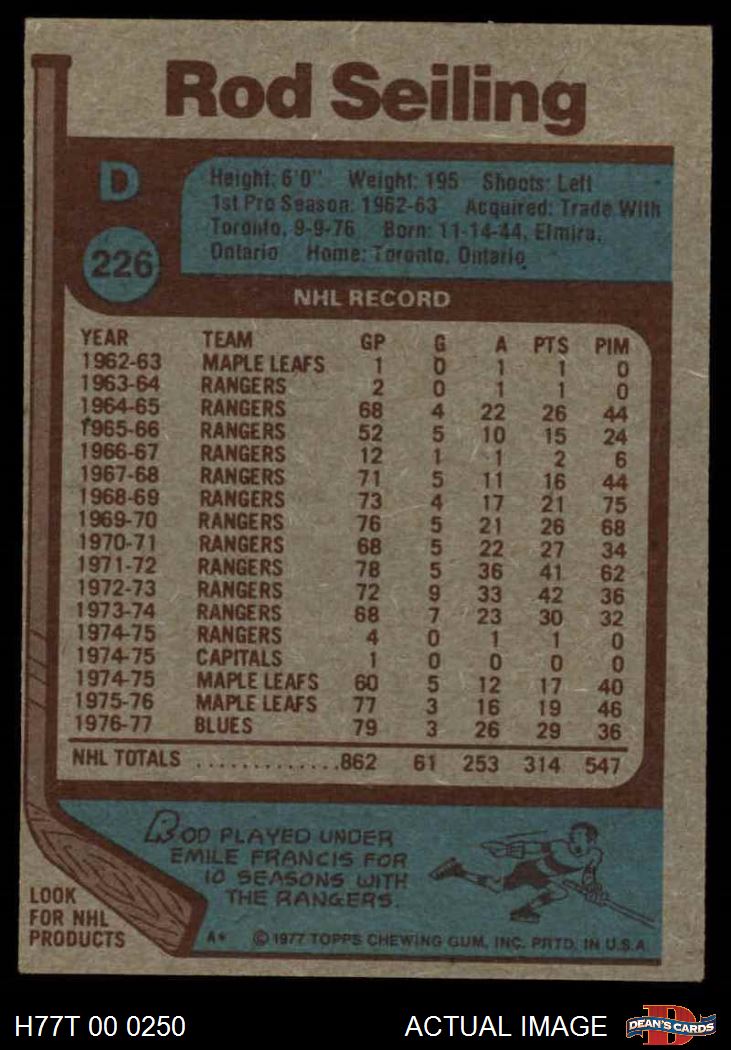 Rod Seiling
D
Height: 6'0" Weight: 195 Shoots: Left
1st Pro Season: 1962-63 Acquired: Trade With
Toronto, 9-9-76 Born: 11-14-44, Elmira,
Ontario Home: Toronto, Ontario
226
NHL RECORD
YEAR TEAM GP G A PTS PIM
1962-63 MAPLE LEAFS 1 0 1 1 0
1963-64 RANGERS 2 0 1 1 0
1964-65 RANGERS 68 4 22 26 44
1965-66 RANGERS 52 5 10 15 24
1966-67 RANGERS 12 1 1 2 6
1967-68 RANGERS 71 5 11 16 44
1968-69 RANGERS 73 4 17 21 75
1969-70 RANGERS 76 5 21 26 68
1970-71 RANGERS 68 5 22 27 34
1971-72 RANGERS 78 5 36 41 62
1972-73 RANGERS 72 9 33 42 36
1973-74 RANGERS 68 7 23 30 32
1974-75 RANGERS 4 0 1 1 0
1974-75 CAPITALS 1 0 0 0 0
1974-75 MAPLE LEAFS 60 5 12 17 40
1975-76 MAPLE LEAFS 77 3 16 19 46
1976-77 BLUES 79 3 26 29 36
NHL TOTALS .............862 61 253 314 547
ROD PLAYED UNDER
EMILE FRANCIS FOR
10 SEASONS WITH
THE RANGERS.
LOOK
FOR NHL
PRODUCTS
A* © 1977 TOPPS CHEWING GUM, INC. PRTD. IN U.S.A.
H77T 00 0250 ACTUAL IMAGE D DEAN'S CARDS